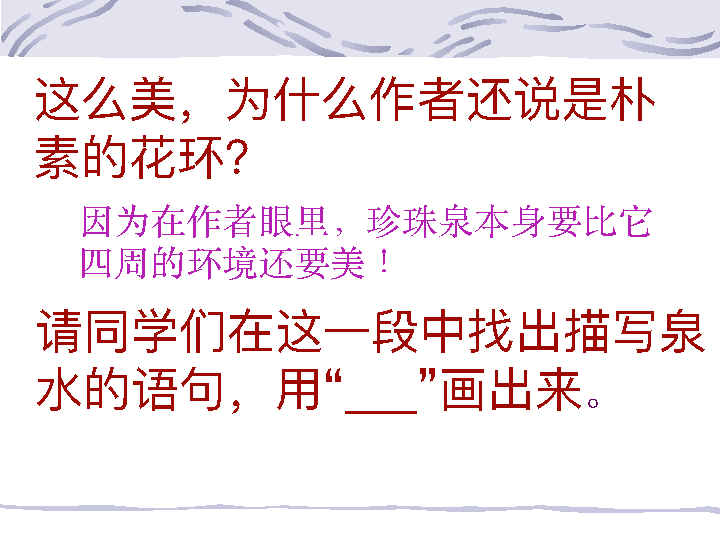 这么美，为什么作者还说是朴
素的花环？
因为在作者眼里，珍珠泉本身要比它
四周的环境还要美！
请同学们在这一段中找出描写泉
水的语句，用“___”画出来。